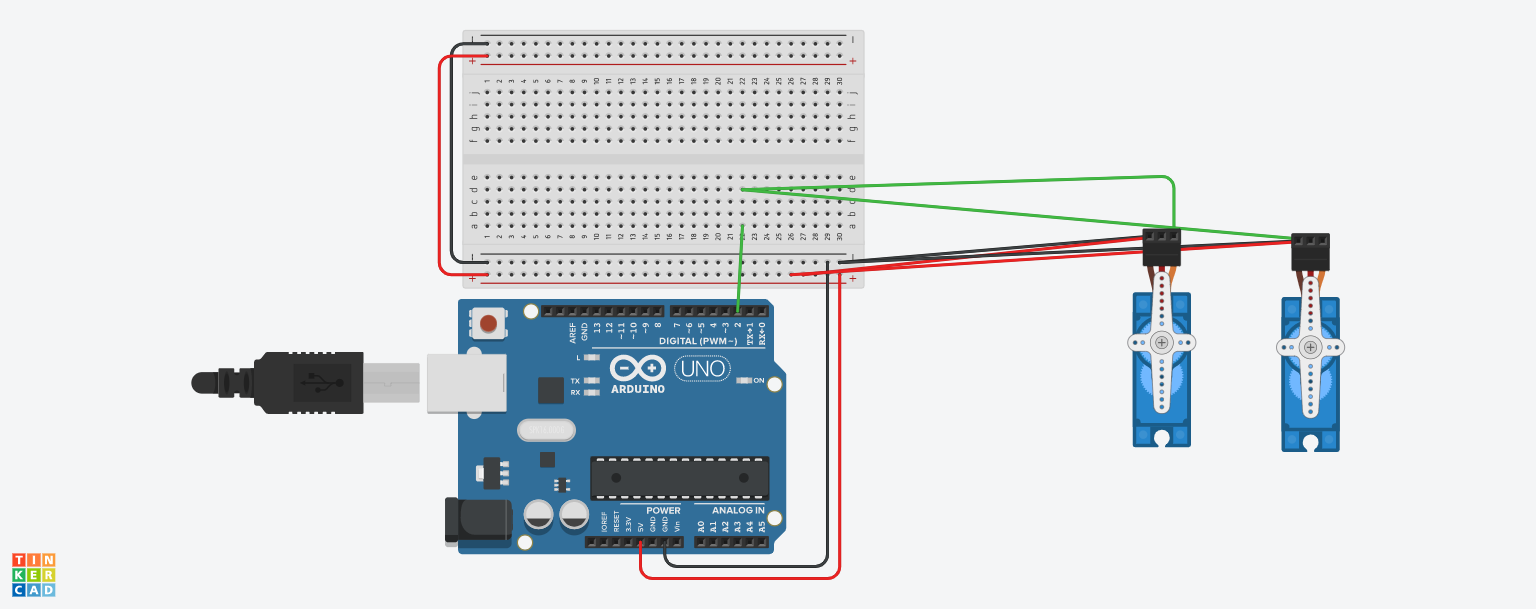 − −
+ +
1 2 3 4 5 6 7 8 9 10 11 12 13 14 15 16 17 18 19 20 21 22 23 24 25 26 27 28 29 30
j j
i i
h h
g g
f f
e e
d d
c c
b b
a a
1 2 3 4 5 6 7 8 9 10 11 12 13 14 15 16 17 18 19 20 21 22 23 24 25 26 27 28 29 30
− −
+ +
AREF GND 13 12 ~11 ~10 ~9 8 7 ~6 ~5 4 ~3 2 TX→1 RX←0
DIGITAL (PWM~)
L
TX
RX
UNO
ON
ARDUINO
POWER ANALOG IN
IOREF RESET 3.3V 5V GND GND Vin A0 A1 A2 A3 A4 A5
TIN
KER
CAD